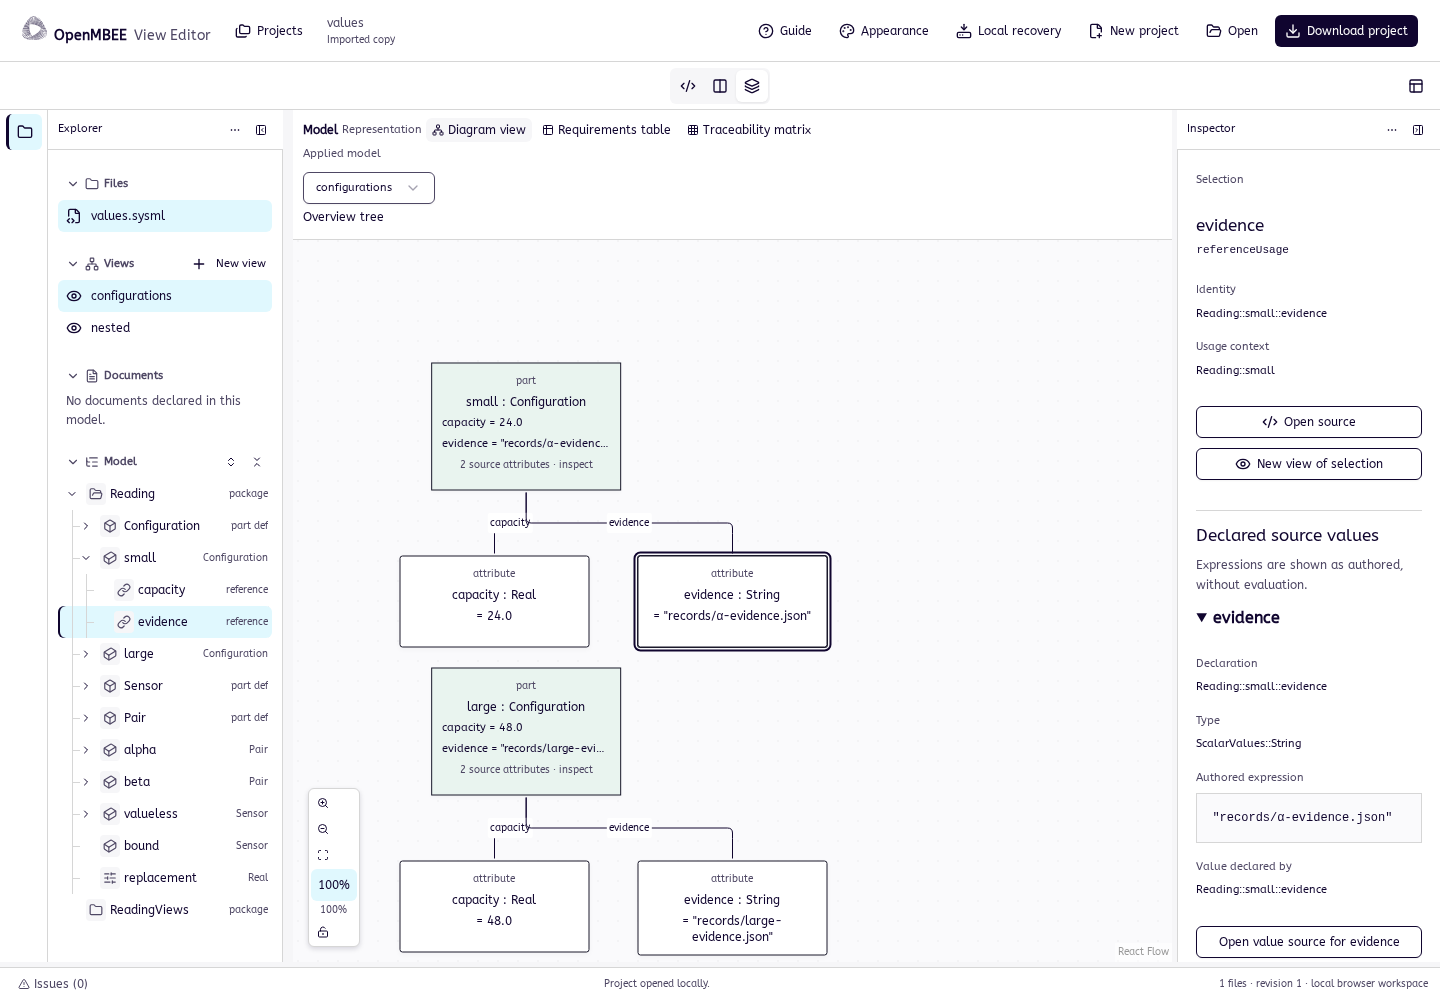 OpenMBEE View Editor
Projects
values
Imported copy
Guide
Appearance
Local recovery
New project
Open
Download project
Explorer
Files
values.sysml
Views
New view
configurations
nested
Documents
No documents declared in this
model.
Model
Reading package
Configuration part def
small Configuration
capacity reference
evidence reference
large Configuration
Sensor part def
Pair part def
alpha Pair
beta Pair
valueless Sensor
bound Sensor
replacement Real
ReadingViews package
Model Representation Diagram view Requirements table Traceability matrix
Applied model
configurations
Overview tree
part
small : Configuration
capacity = 24.0
evidence = "records/α-evidenc...
2 source attributes · inspect
capacity
evidence
attribute
capacity : Real
= 24.0
attribute
evidence : String
= "records/α-evidence.json"
part
large : Configuration
capacity = 48.0
evidence = "records/large-evi...
2 source attributes · inspect
capacity
evidence
attribute
capacity : Real
= 48.0
attribute
evidence : String
= "records/large-
evidence.json"
100%
100%
React Flow
Inspector
Selection
evidence
referenceUsage
Identity
Reading::small::evidence
Usage context
Reading::small
Open source
New view of selection
Declared source values
Expressions are shown as authored,
without evaluation.
evidence
Declaration
Reading::small::evidence
Type
ScalarValues::String
Authored expression
"records/α-evidence.json"
Value declared by
Reading::small::evidence
Open value source for evidence
Issues (0)
Project opened locally.
1 files · revision 1 · local browser workspace